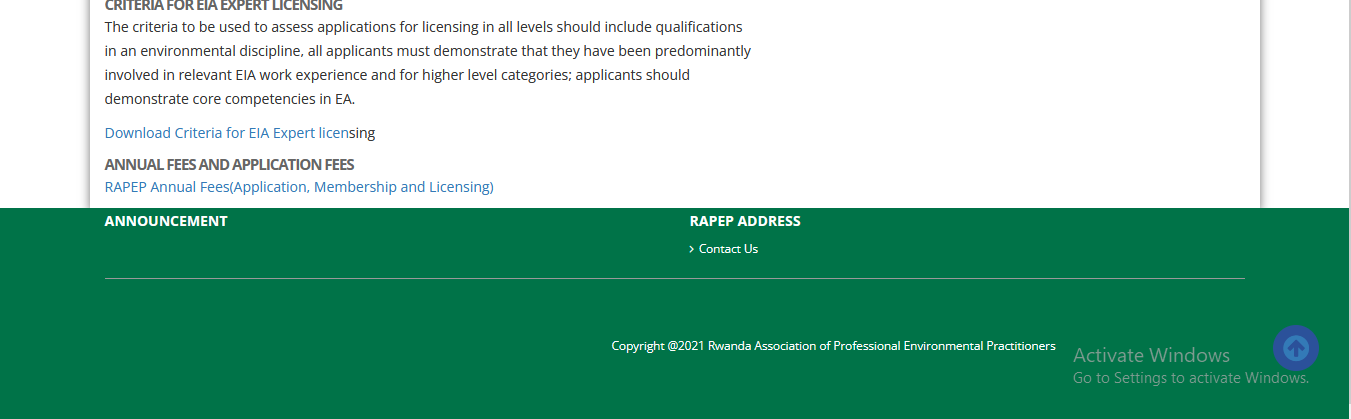 CRITERIA FOR EIA EXPERT LICENSING
The criteria to be used to assess applications for licensing in all levels should include qualifications
in an environmental discipline, all applicants must demonstrate that they have been predominantly
involved in relevant EIA work experience and for higher level categories; applicants should
demonstrate core competencies in EA.
Download Criteria for EIA Expert licensing
ANNUAL FEES AND APPLICATION FEES
RAPEP Annual Fees(Application, Membership and Licensing)
ANNOUNCEMENT
RAPEP ADDRESS
Contact Us
Copyright @2021 Rwanda Association of Professional Environmental Practitioners
Activate Windows
Go to Settings to activate Windows.